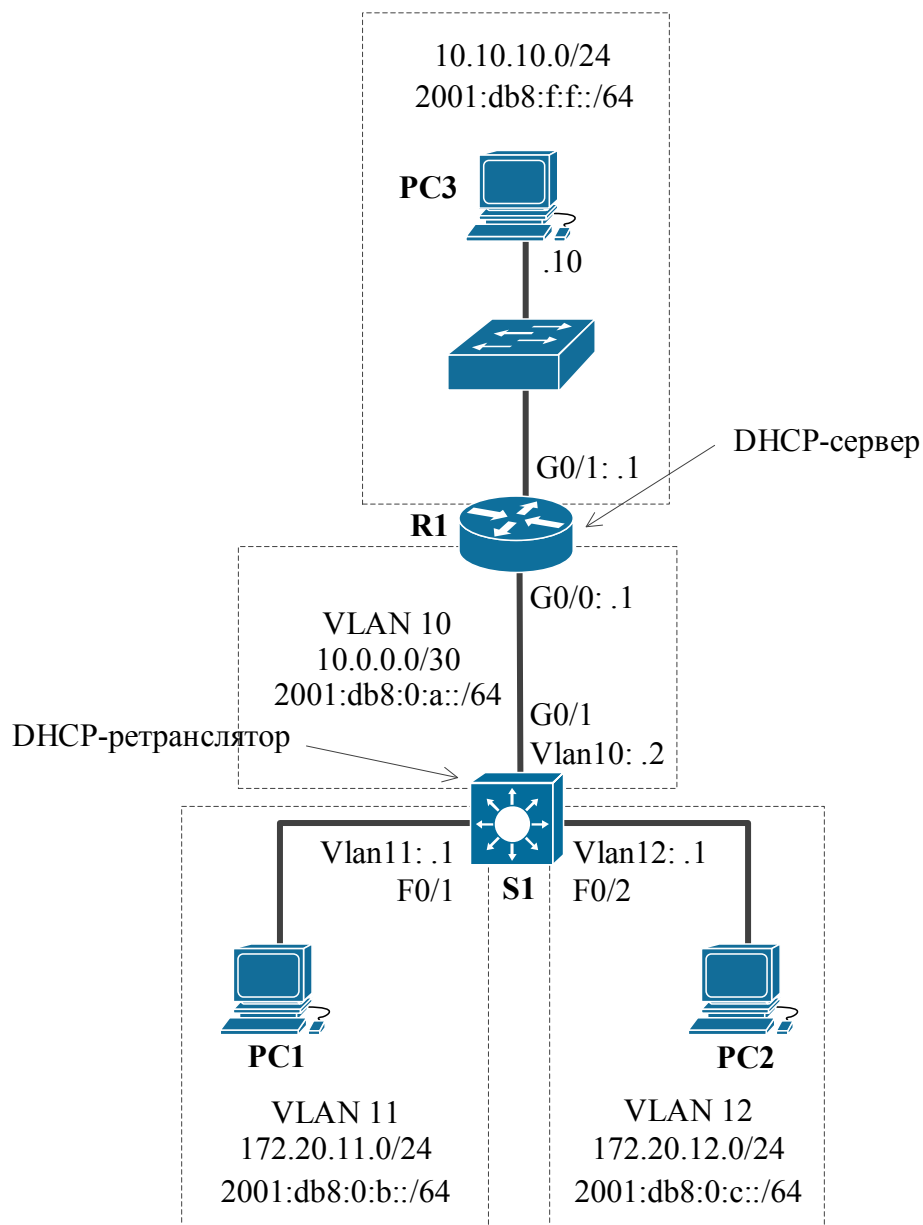 10.10.10.0/24
2001:db8:f:f::/64
PC3
.10
DHCP-сервер
G0/1: .1
R1
G0/0: .1
VLAN 10
10.0.0.0/30
2001:db8:0:a::/64
G0/1
DHCP-ретранслятор
Vlan10: .2
Vlan11: .1
Vlan12: .1
F0/1
S1
F0/2
PC1
PC2
VLAN 11
172.20.11.0/24
2001:db8:0:b::/64
VLAN 12
172.20.12.0/24
2001:db8:0:c::/64